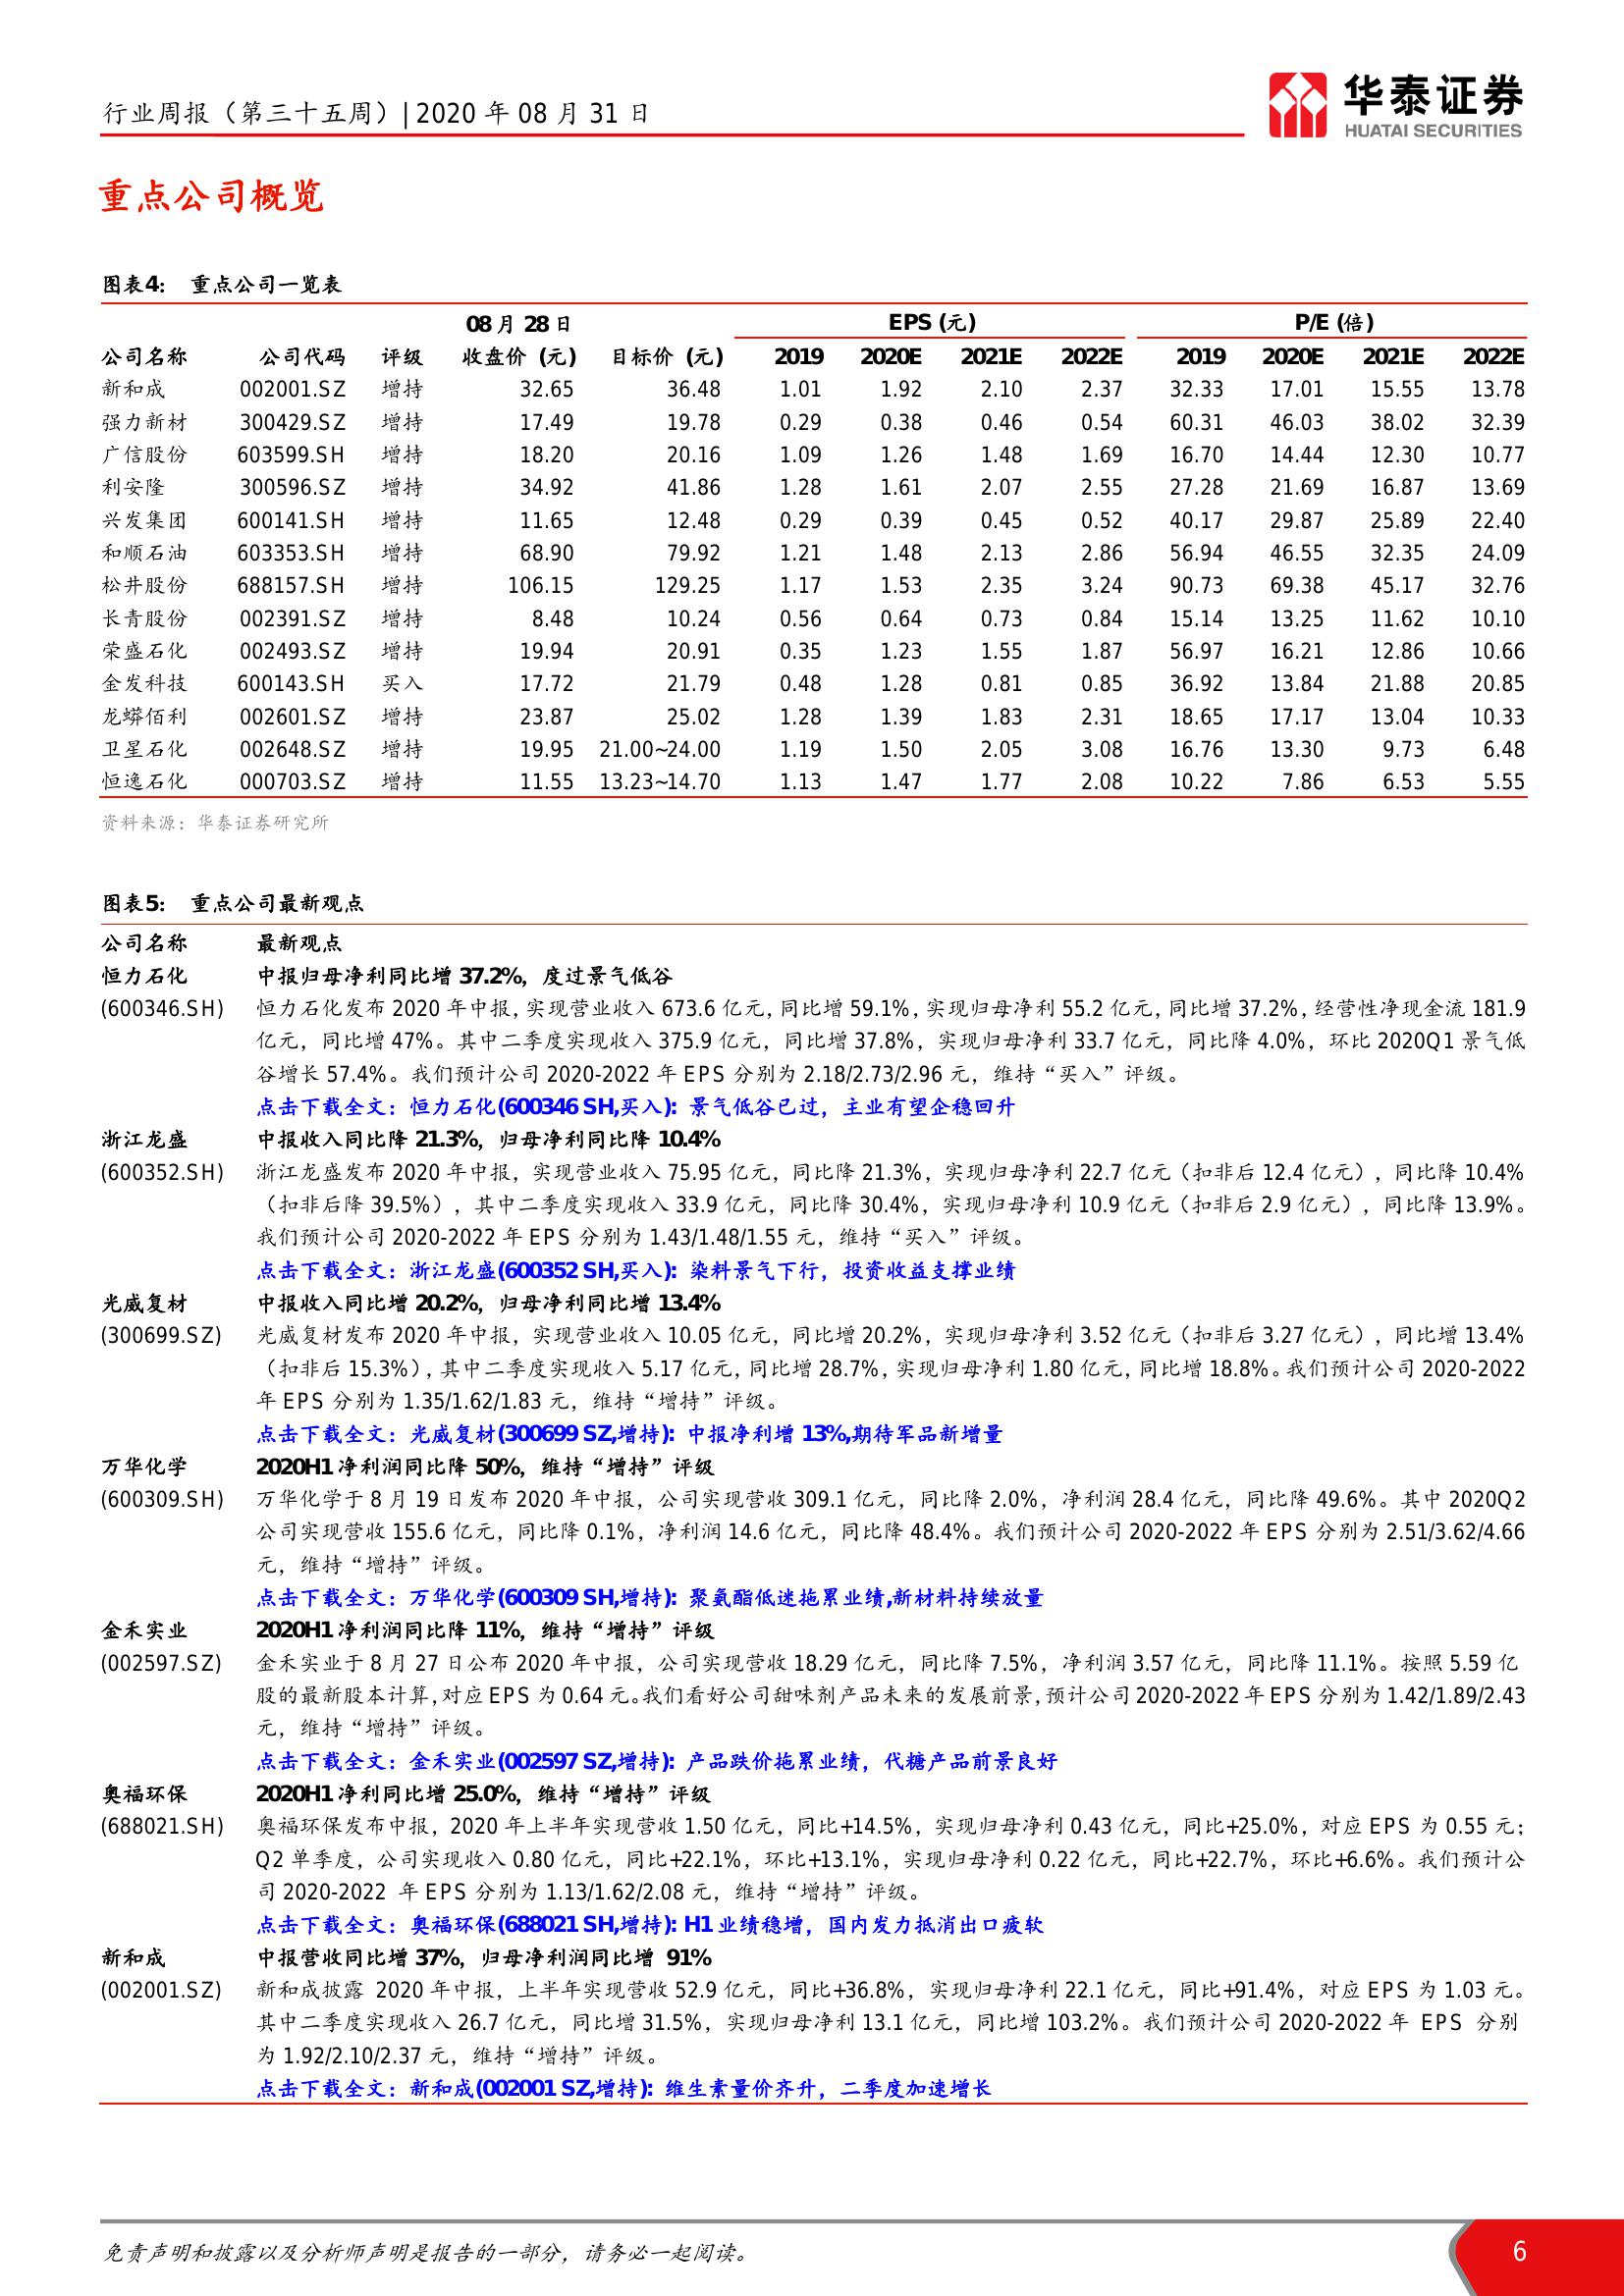 行业周报（第三十五周）| 2020 年 08 月 31 日
华泰证券
HUATAI SECURITIES
重点公司概览
图表4： 重点公司一览表
08 月 28 日 EPS (元) P/E (倍)
公司名称 公司代码 评级 收盘价 (元) 目标价 (元) 2019 2020E 2021E 2022E 2019 2020E 2021E 2022E
新和成 002001.SZ 增持 32.65 36.48 1.01 1.92 2.10 2.37 32.33 17.01 15.55 13.78
强力新材 300429.SZ 增持 17.49 19.78 0.29 0.38 0.46 0.54 60.31 46.03 38.02 32.39
广信股份 603599.SH 增持 18.20 20.16 1.09 1.26 1.48 1.69 16.70 14.44 12.30 10.77
利安隆 300596.SZ 增持 34.92 41.86 1.28 1.61 2.07 2.55 27.28 21.69 16.87 13.69
兴发集团 600141.SH 增持 11.65 12.48 0.29 0.39 0.45 0.52 40.17 29.87 25.89 22.40
和顺石油 603353.SH 增持 68.90 79.92 1.21 1.48 2.13 2.86 56.94 46.55 32.35 24.09
松井股份 688157.SH 增持 106.15 129.25 1.17 1.53 2.35 3.24 90.73 69.38 45.17 32.76
长青股份 002391.SZ 增持 8.48 10.24 0.56 0.64 0.73 0.84 15.14 13.25 11.62 10.10
荣盛石化 002493.SZ 增持 19.94 20.91 0.35 1.23 1.55 1.87 56.97 16.21 12.86 10.66
金发科技 600143.SH 买入 17.72 21.79 0.48 1.28 0.81 0.85 36.92 13.84 21.88 20.85
龙蟒佰利 002601.SZ 增持 23.87 25.02 1.28 1.39 1.83 2.31 18.65 17.17 13.04 10.33
卫星石化 002648.SZ 增持 19.95 21.00~24.00 1.19 1.50 2.05 3.08 16.76 13.30 9.73 6.48
恒逸石化 000703.SZ 增持 11.55 13.23~14.70 1.13 1.47 1.77 2.08 10.22 7.86 6.53 5.55
资料来源：华泰证券研究所
图表5： 重点公司最新观点
公司名称 最新观点
恒力石化 中报归母净利同比增 37.2%，度过景气低谷
(600346.SH) 恒力石化发布 2020 年中报，实现营业收入 673.6 亿元，同比增 59.1%，实现归母净利 55.2 亿元，同比增 37.2%，经营性净现金流 181.9
亿元，同比增 47%。其中二季度实现收入 375.9 亿元，同比增 37.8%，实现归母净利 33.7 亿元，同比降 4.0%，环比 2020Q1 景气低
谷增长 57.4%。我们预计公司 2020-2022 年 EPS 分别为 2.18/2.73/2.96 元，维持“买入”评级。
点击下载全文：恒力石化(600346 SH,买入): 景气低谷已过，主业有望企稳回升
浙江龙盛 中报收入同比降 21.3%，归母净利同比降 10.4%
(600352.SH) 浙江龙盛发布 2020 年中报，实现营业收入 75.95 亿元，同比降 21.3%，实现归母净利 22.7 亿元（扣非后 12.4 亿元），同比降 10.4%
（扣非后降 39.5%），其中二季度实现收入 33.9 亿元，同比降 30.4%，实现归母净利 10.9 亿元（扣非后 2.9 亿元），同比降 13.9%。
我们预计公司 2020-2022 年 EPS 分别为 1.43/1.48/1.55 元，维持“买入”评级。
点击下载全文：浙江龙盛(600352 SH,买入): 染料景气下行，投资收益支撑业绩
光威复材 中报收入同比增 20.2%，归母净利同比增 13.4%
(300699.SZ) 光威复材发布 2020 年中报，实现营业收入 10.05 亿元，同比增 20.2%，实现归母净利 3.52 亿元（扣非后 3.27 亿元），同比增 13.4%
（扣非后 15.3%），其中二季度实现收入 5.17 亿元，同比增 28.7%，实现归母净利 1.80 亿元，同比增 18.8%。我们预计公司 2020-2022
年 EPS 分别为 1.35/1.62/1.83 元，维持“增持”评级。
点击下载全文：光威复材(300699 SZ,增持): 中报净利增 13%,期待军品新增量
万华化学 2020H1 净利润同比降 50%，维持“增持”评级
(600309.SH) 万华化学于 8 月 19 日发布 2020 年中报，公司实现营收 309.1 亿元，同比降 2.0%，净利润 28.4 亿元，同比降 49.6%。其中 2020Q2
公司实现营收 155.6 亿元，同比降 0.1%，净利润 14.6 亿元，同比降 48.4%。我们预计公司 2020-2022 年 EPS 分别为 2.51/3.62/4.66
元，维持“增持”评级。
点击下载全文：万华化学(600309 SH,增持): 聚氨酯低迷拖累业绩,新材料持续放量
金禾实业 2020H1 净利润同比降 11%，维持“增持”评级
(002597.SZ) 金禾实业于 8 月 27 日公布 2020 年中报，公司实现营收 18.29 亿元，同比降 7.5%，净利润 3.57 亿元，同比降 11.1%。按照 5.59 亿
股的最新股本计算，对应 EPS 为 0.64 元。我们看好公司甜味剂产品未来的发展前景，预计公司 2020-2022 年 EPS 分别为 1.42/1.89/2.43
元，维持“增持”评级。
点击下载全文：金禾实业(002597 SZ,增持): 产品跌价拖累业绩，代糖产品前景良好
奥福环保 2020H1 净利同比增 25.0%，维持“增持”评级
(688021.SH) 奥福环保发布中报，2020 年上半年实现营收 1.50 亿元，同比+14.5%，实现归母净利 0.43 亿元，同比+25.0%，对应 EPS 为 0.55 元；
Q2 单季度，公司实现收入 0.80 亿元，同比+22.1%，环比+13.1%，实现归母净利 0.22 亿元，同比+22.7%，环比+6.6%。我们预计公
司 2020-2022 年 EPS 分别为 1.13/1.62/2.08 元，维持“增持”评级。
点击下载全文：奥福环保(688021 SH,增持): H1 业绩稳增，国内发力抵消出口疲软
新和成 中报营收同比增 37%，归母净利润同比增 91%
(002001.SZ) 新和成披露 2020 年中报，上半年实现营收 52.9 亿元，同比+36.8%，实现归母净利 22.1 亿元，同比+91.4%，对应 EPS 为 1.03 元。
其中二季度实现收入 26.7 亿元，同比增 31.5%，实现归母净利 13.1 亿元，同比增 103.2%。我们预计公司 2020-2022 年 EPS 分别
为 1.92/2.10/2.37 元，维持“增持”评级。
点击下载全文：新和成(002001 SZ,增持): 维生素量价齐升，二季度加速增长
免责声明和披露以及分析师声明是报告的一部分，请务必一起阅读。 6